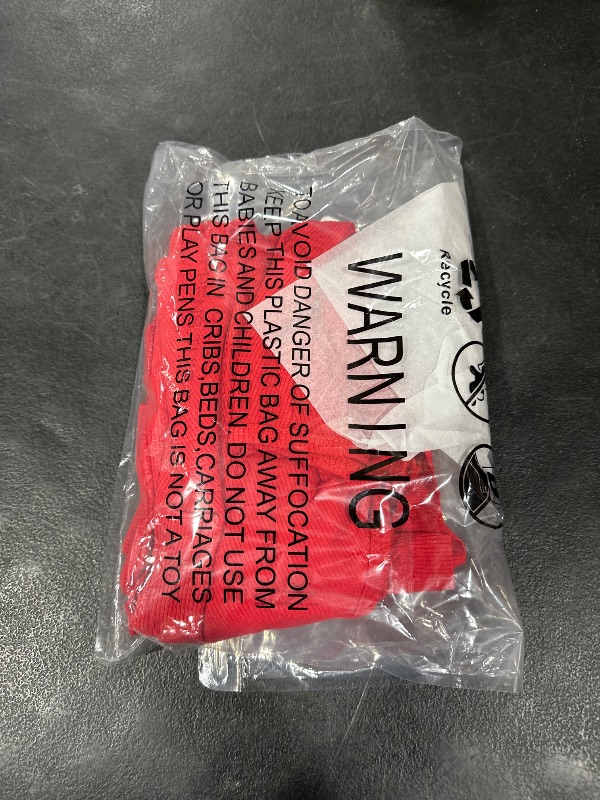 Recycle
WARNING
TO AVOID DANGER OF SUFFOCATION
KEEP THIS PLASTIC BAG AWAY FROM
BABIES AND CHILDREN. DO NOT USE
THIS BAG IN CRIBS,BEDS,CARRIAGES
OR PLAY PENS.THIS BAG IS NOT A TOY